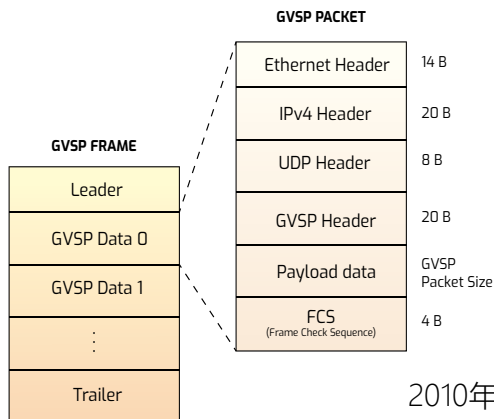 GVSP PACKET
Ethernet Header 14 B
IPv4 Header 20 B
UDP Header 8 B
GVSP Header 20 B
Payload data GVSP
Packet Size
FCS 4 B
(Frame Check Sequence)
GVSP FRAME
Leader
GVSP Data 0
GVSP Data 1
⋮
Trailer
2010年